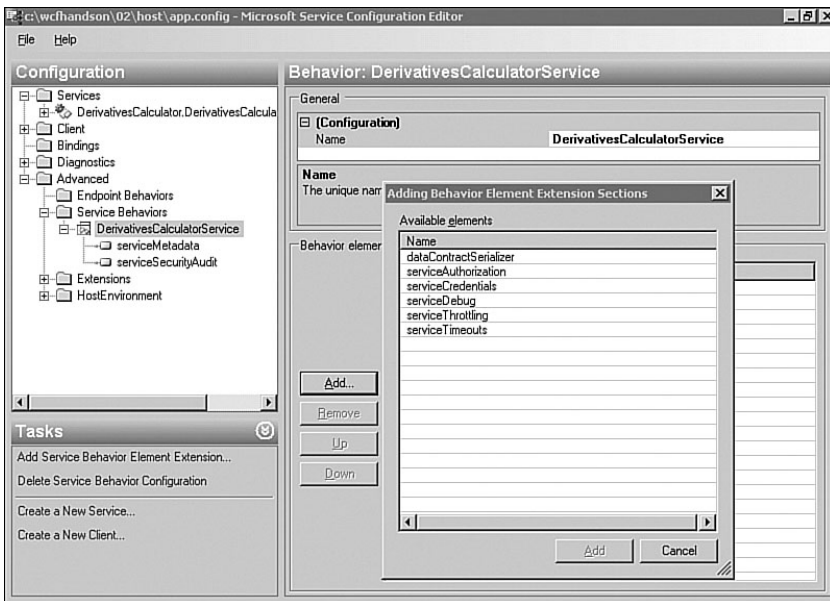 c:\wcfhandson\02\host\app.config - Microsoft Service Configuration Editor
File Help
Configuration
Services
DerivativesCalculator.DerivativesCalcula
Client
Bindings
Diagnostics
Advanced
Endpoint Behaviors
Service Behaviors
DerivativesCalculatorService
serviceMetadata
serviceSecurityAudit
Extensions
HostEnvironment
Tasks
Add Service Behavior Element Extension...
Delete Service Behavior Configuration
Create a New Service...
Create a New Client...
Behavior: DerivativesCalculatorService
General
(Configuration)
Name DerivativesCalculatorService
Name
The unique nam
Behavior elemen
Add...
Remove
Up
Down
Adding Behavior Element Extension Sections
Available elements
Name
dataContractSerializer
serviceAuthorization
serviceCredentials
serviceDebug
serviceThrottling
serviceTimeouts
Add Cancel